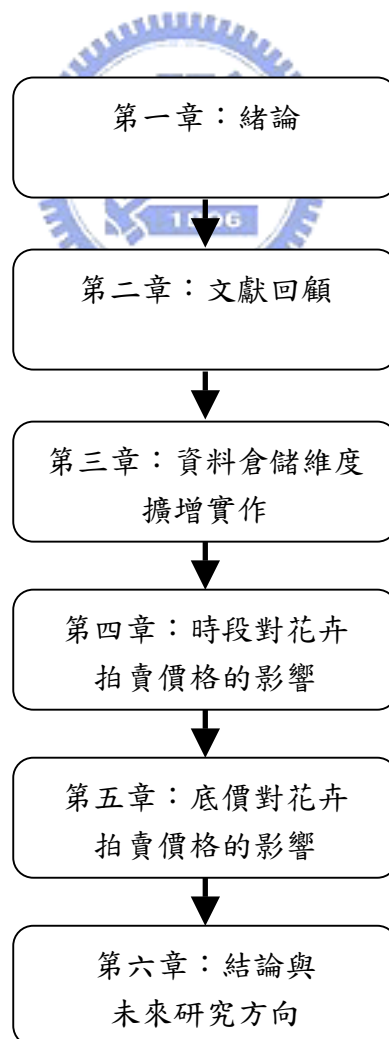 第一章：緒論
1896
第二章：文獻回顧
第三章：資料倉儲維度
擴增實作
第四章：時段對花卉
拍賣價格的影響
第五章：底價對花卉
拍賣價格的影響
第六章：結論與
未來研究方向